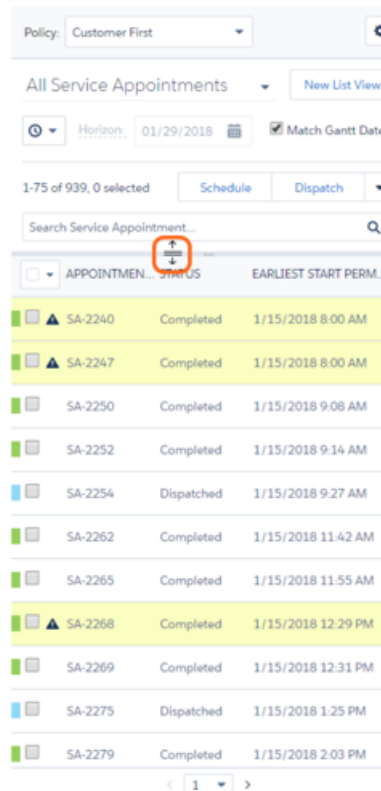 Policy: Customer First
All Service Appointments
New List View
Horizon: 01/29/2018
Match Gantt Date
1-75 of 939, 0 selected
Schedule
Dispatch
Search Service Appointment...
APPOINTMEN... STATUS EARLIEST START PERM...
SA-2240 Completed 1/15/2018 8:00 AM
SA-2247 Completed 1/15/2018 8:00 AM
SA-2250 Completed 1/15/2018 9:08 AM
SA-2252 Completed 1/15/2018 9:14 AM
SA-2254 Dispatched 1/15/2018 9:27 AM
SA-2262 Completed 1/15/2018 11:42 AM
SA-2265 Completed 1/15/2018 11:55 AM
SA-2268 Completed 1/15/2018 12:29 PM
SA-2269 Completed 1/15/2018 12:31 PM
SA-2275 Dispatched 1/15/2018 1:25 PM
SA-2279 Completed 1/15/2018 2:03 PM
< 1 >